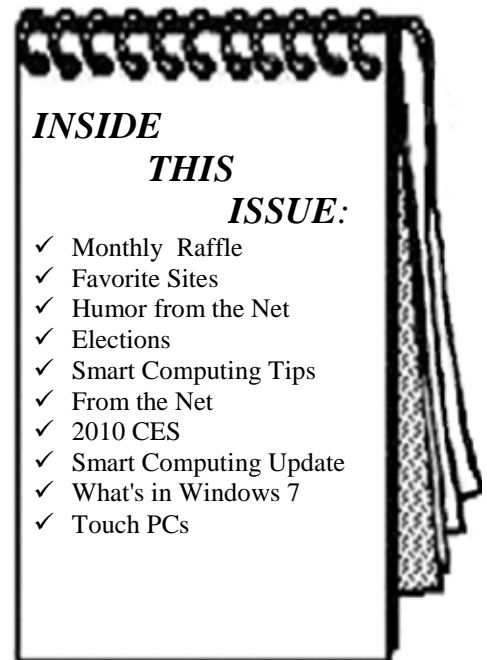 INSIDE
THIS
ISSUE:
✓ Monthly Raffle
✓ Favorite Sites
✓ Humor from the Net
✓ Elections
✓ Smart Computing Tips
✓ From the Net
✓ 2010 CES
✓ Smart Computing Update
✓ What's in Windows 7
✓ Touch PCs